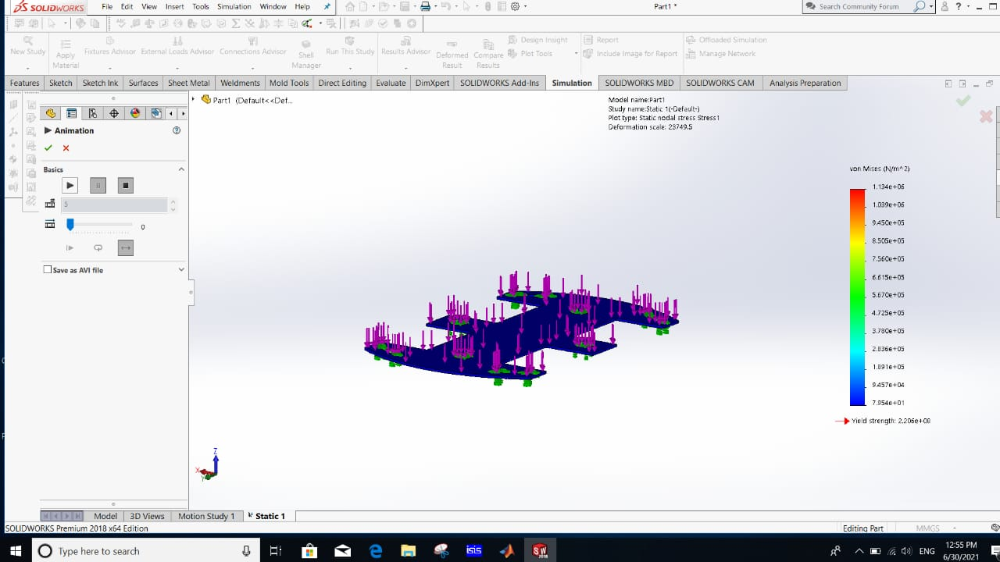 SOLIDWORKS File Edit View Insert Tools Simulation Window Help Part1 * Search Community Forum ?
New Study
Apply Material
Fixtures Advisor
External Loads Advisor
Connections Advisor
Shell Manager
Run This Study
Results Advisor
Deformed Result
Compare Results
Design Insight
Plot Tools
Report
Include Image for Report
Offloaded Simulation
Manage Network
Features Sketch Sketch Ink Surfaces Sheet Metal Weldments Mold Tools Direct Editing Evaluate DimXpert SOLIDWORKS Add-Ins Simulation SOLIDWORKS MBD SOLIDWORKS CAM Analysis Preparation
Part1 (Default<<Def...
Model name:Part1
Study name:Static 1(-Default-)
Plot type: Static nodal stress Stress1
Deformation scale: 23749.5
Animation
Basics
5
0
Save as AVI file
von Mises (N/m^2)
1.134e+06
1.039e+06
9.450e+05
8.505e+05
7.560e+05
6.615e+05
5.670e+05
4.725e+05
3.780e+05
2.836e+05
1.891e+05
9.457e+04
7.954e+01
Yield strength: 2.206e+08
Z
X
Y
Model 3D Views Motion Study 1 Static 1
SOLIDWORKS Premium 2018 x64 Edition Editing Part MMGS
Type here to search
isis
SW
2018
ENG
12:55 PM
6/30/2021